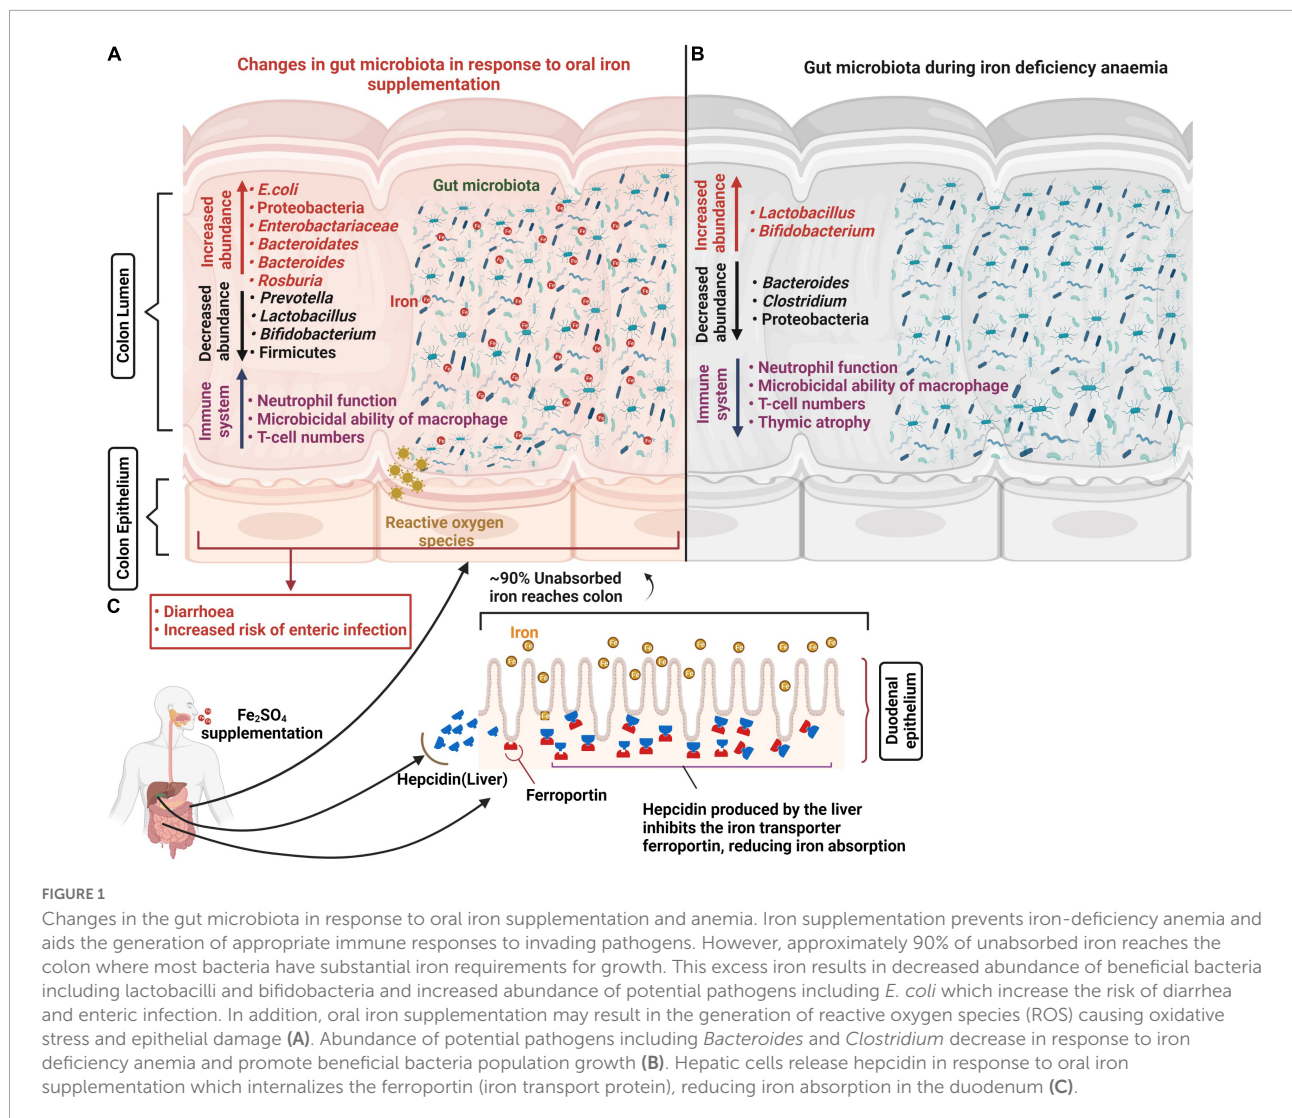 A
Changes in gut microbiota in response to oral iron
supplementation
B
Gut microbiota during iron deficiency anaemia
Colon Lumen
Increased
abundance
• E.coli
• Proteobacteria
• Enterobactariaceae
• Bacteroidates
• Bacteroides
• Rosburia
Decreased
abundance
• Prevotella
• Lactobacillus
• Bifidobacterium
• Firmicutes
Immune
system
• Neutrophil function
• Microbicidal ability of macrophage
• T-cell numbers
Gut microbiota
Iron
Fe
Increased
abundance
• Lactobacillus
• Bifidobacterium
Decreased
abundance
• Bacteroides
• Clostridium
• Proteobacteria
Immune
system
• Neutrophil function
• Microbicidal ability of macrophage
• T-cell numbers
• Thymic atrophy
Colon Epithelium
Reactive oxygen
species
C
• Diarrhoea
• Increased risk of enteric infection
~90% Unabsorbed
iron reaches colon
Iron
Fe
Duodenal
epithelium
Fe₂SO₄
supplementation
Hepcidin(Liver)
Ferroportin
Hepcidin produced by the liver
inhibits the iron transporter
ferroportin, reducing iron absorption
FIGURE 1
Changes in the gut microbiota in response to oral iron supplementation and anemia. Iron supplementation prevents iron-deficiency anemia and
aids the generation of appropriate immune responses to invading pathogens. However, approximately 90% of unabsorbed iron reaches the
colon where most bacteria have substantial iron requirements for growth. This excess iron results in decreased abundance of beneficial bacteria
including lactobacilli and bifidobacteria and increased abundance of potential pathogens including E. coli which increase the risk of diarrhea
and enteric infection. In addition, oral iron supplementation may result in the generation of reactive oxygen species (ROS) causing oxidative
stress and epithelial damage (A). Abundance of potential pathogens including Bacteroides and Clostridium decrease in response to iron
deficiency anemia and promote beneficial bacteria population growth (B). Hepatic cells release hepcidin in response to oral iron
supplementation which internalizes the ferroportin (iron transport protein), reducing iron absorption in the duodenum (C).